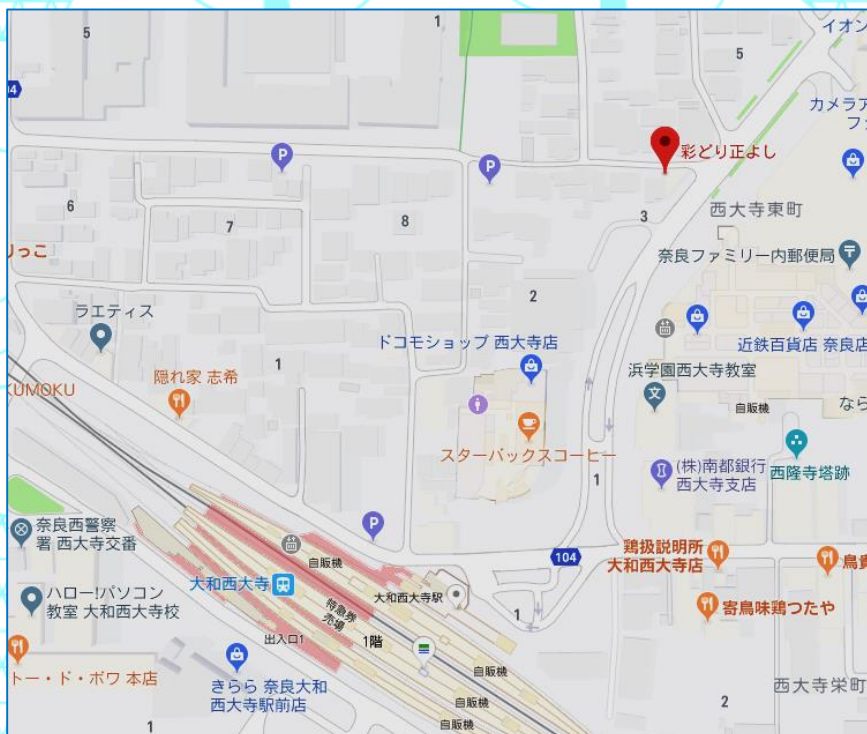 5
1
5
イオン
カメラア
フ
04
P
P
彩どり正よし
6
7
8
3
西大寺東町
りっこ
奈良ファミリー内郵便局
ラエティス
2
ドコモショップ 西大寺店
近鉄百貨店 奈良店
1
隠れ家 志希
浜学園西大寺教室
KUMOKU
文
自販機
なら
スターバックスコーヒー
(株)南都銀行
西大寺支店
西隆寺塔跡
1
P
奈良西警察
署 西大寺交番
自販機
104
鶏扱説明所
大和西大寺店
鳥貴
大和西大寺
大和西大寺駅
ハロー!パソコン
教室 大和西大寺校
特急券
売場
1
寄鳥味鶏つたや
出入口1
1階
トー・ド・ボワ 本店
自販機
きらら 奈良大和
西大寺駅前店
西大寺栄町
自販機
2
1
自販機